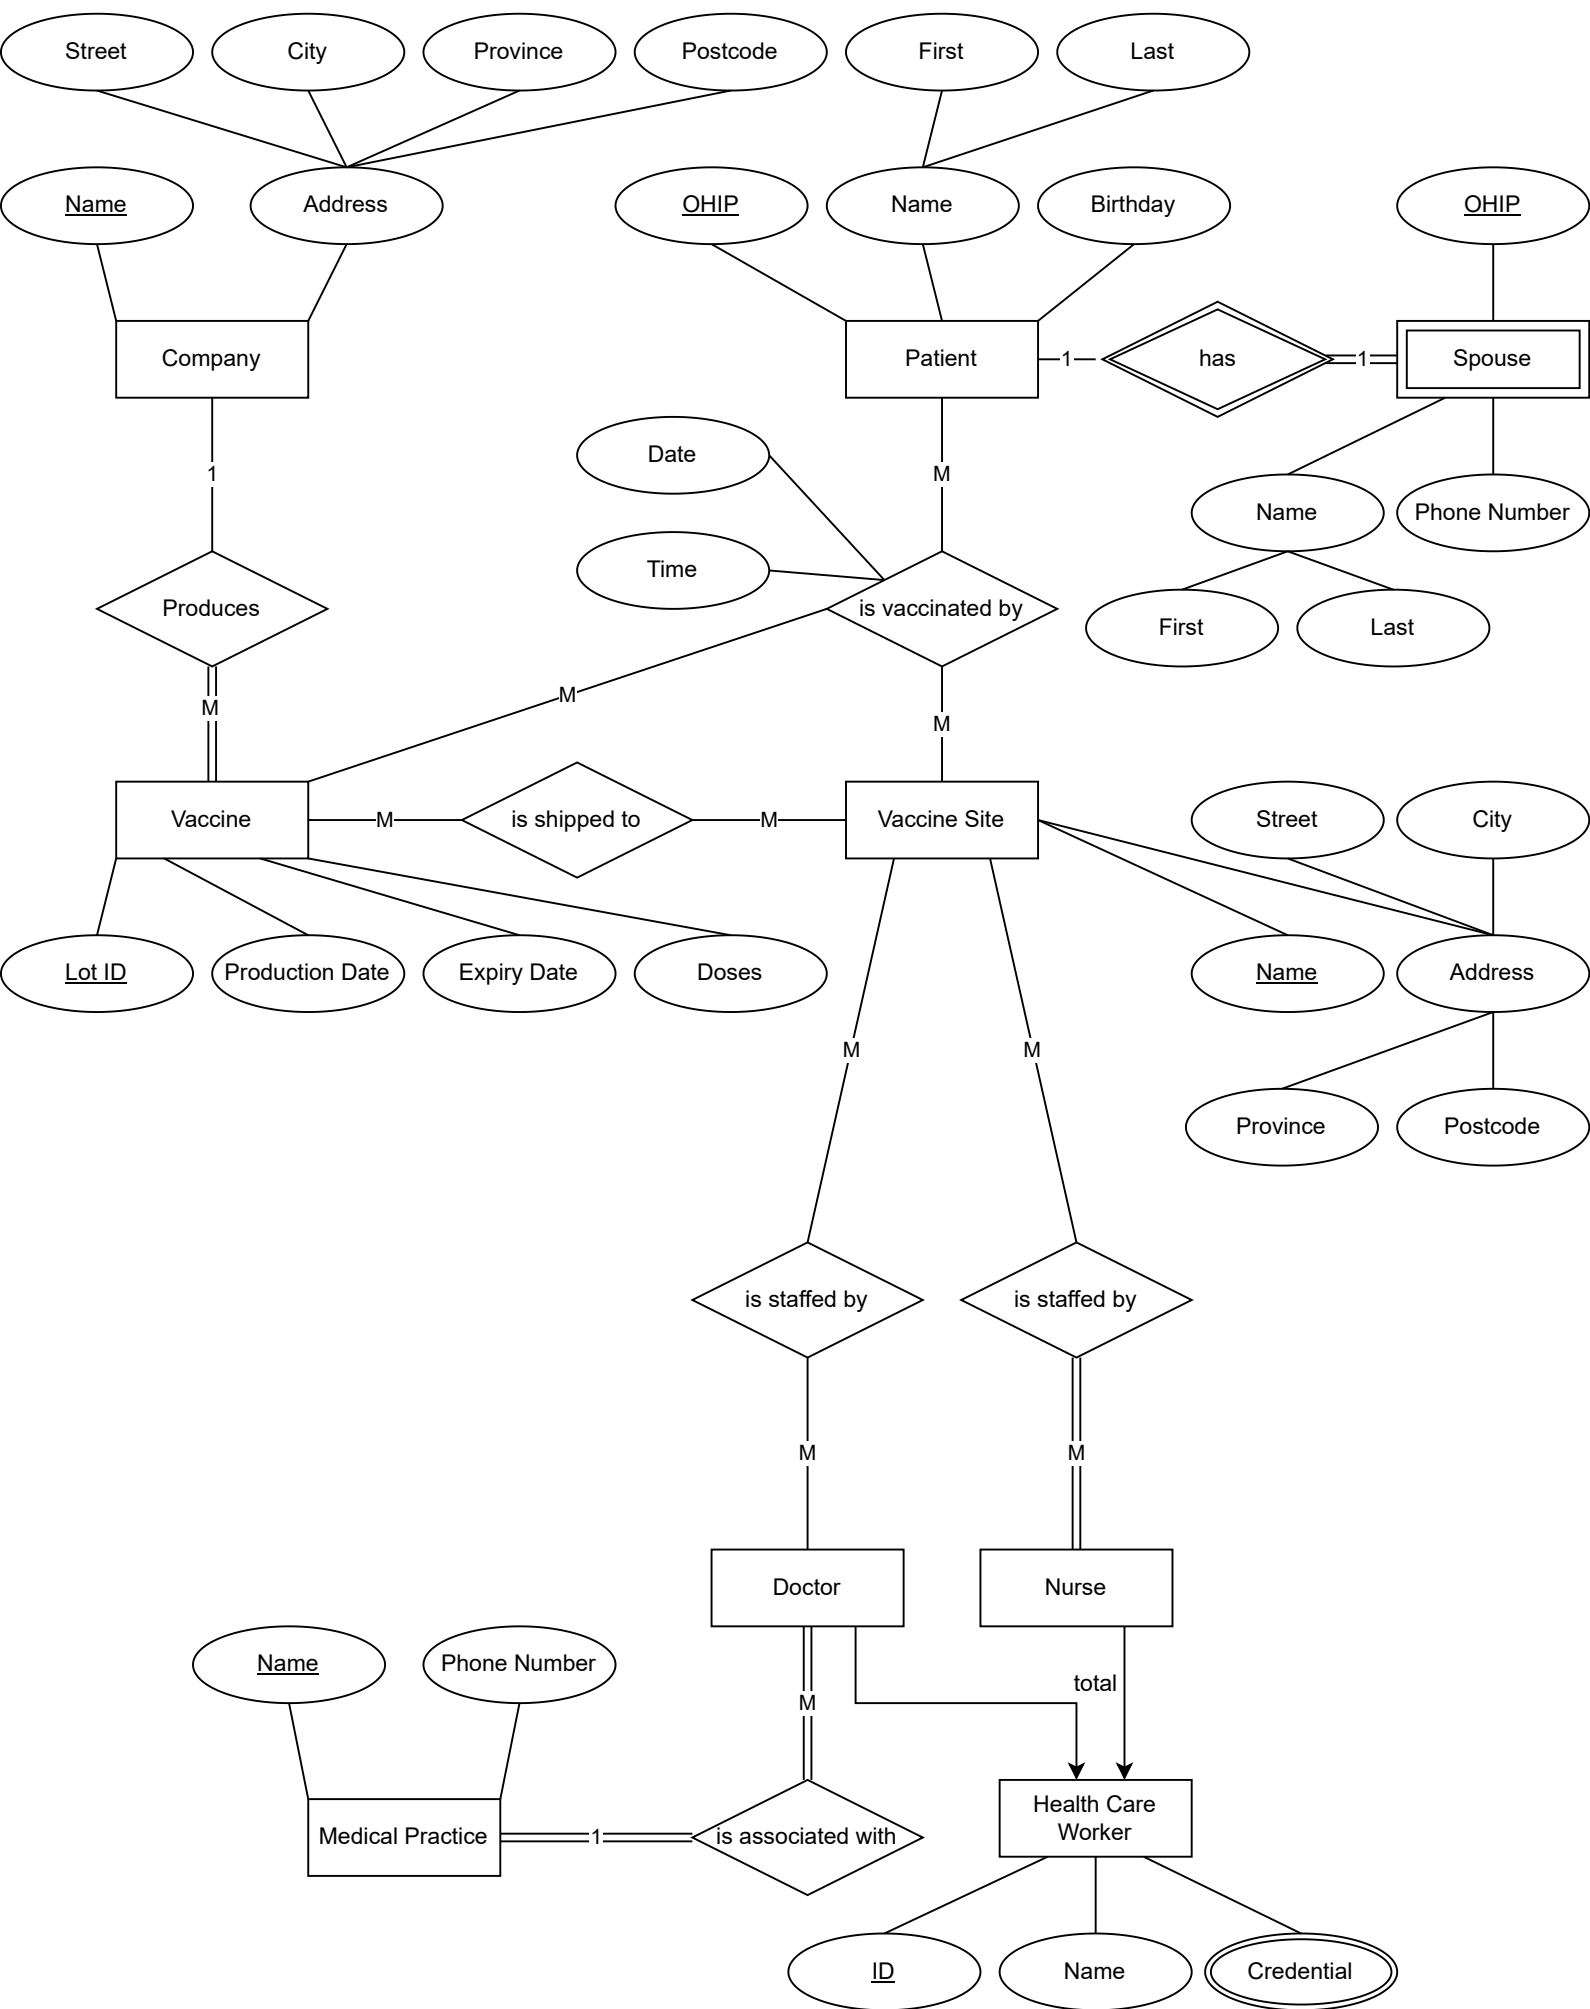 Street
City
Province
Postcode
First
Last
Name
Address
OHIP
Name
Birthday
OHIP
Company
Patient
1
has
1
Spouse
Date
1
M
Name
Phone Number
Time
Produces
is vaccinated by
First
Last
M
M
M
Vaccine
M
is shipped to
M
Vaccine Site
Street
City
Lot ID
Production Date
Expiry Date
Doses
Name
Address
M
M
Province
Postcode
is staffed by
is staffed by
M
M
Doctor
Nurse
Name
Phone Number
total
M
Medical Practice
1
is associated with
Health Care
Worker
ID
Name
Credential